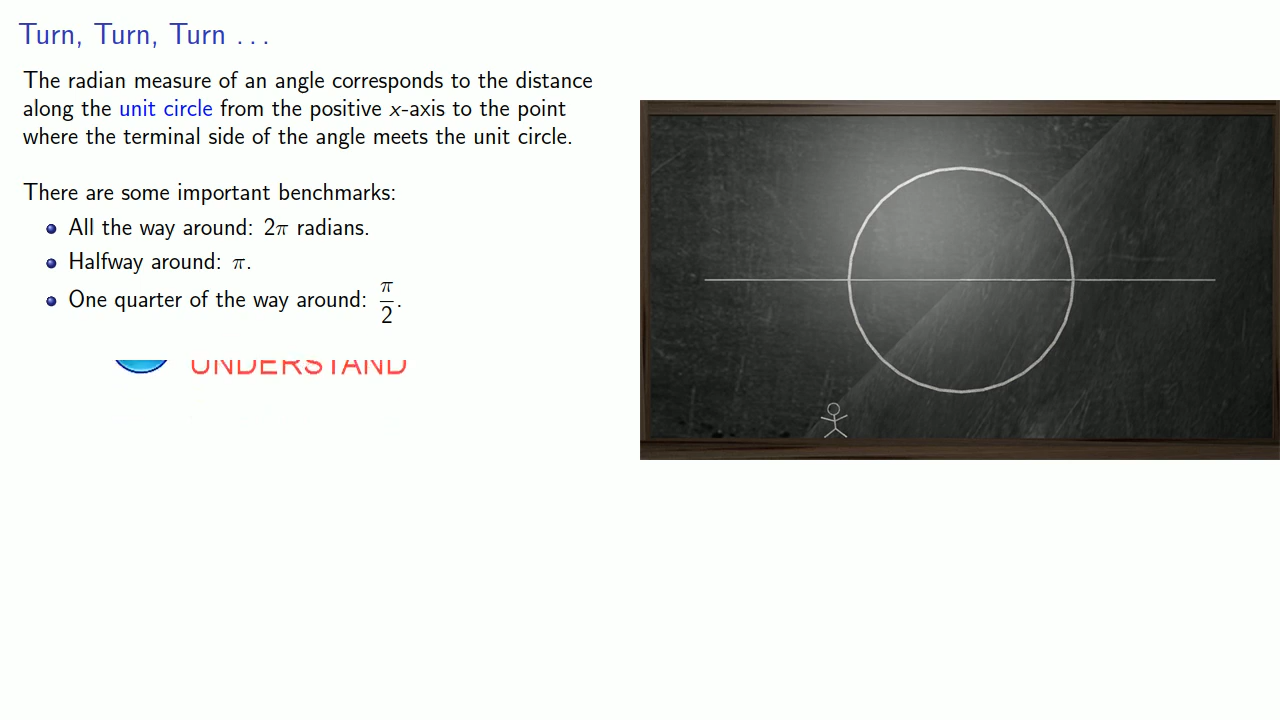 Turn, Turn, Turn ...
The radian measure of an angle corresponds to the distance
along the unit circle from the positive x-axis to the point
where the terminal side of the angle meets the unit circle.
There are some important benchmarks:
All the way around: 2π radians.
Halfway around: π.
One quarter of the way around: π/2.
UNDERSTAND